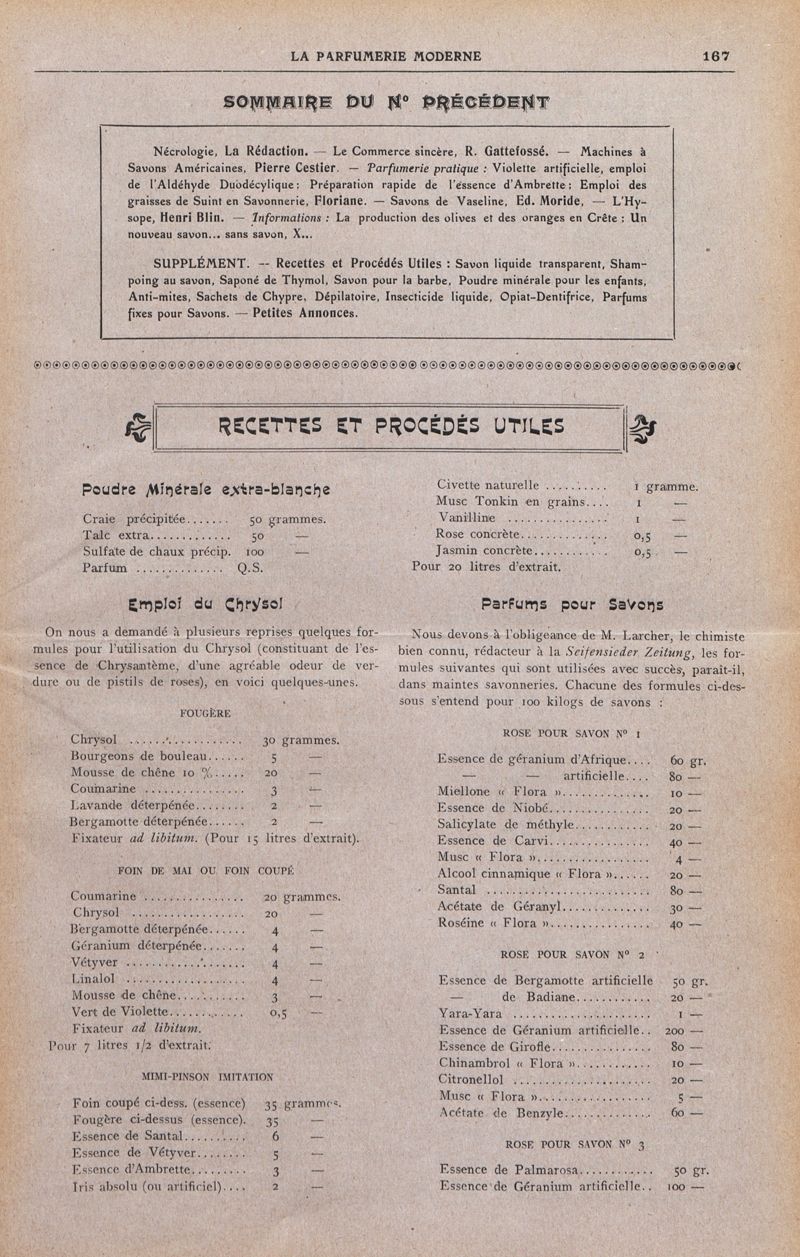 LA PARFUMERIE MODERNE 167
SOMMAIRE DU N° PRÉCÉDENT
Nécrologie, La Rédaction. — Le Commerce sincère, R. Gattefossé. — Machines à
Savons Américaines, Pierre Cestier. — Parfumerie pratique : Violette artificielle, emploi
de l'Aldéhyde Duodécylique; Préparation rapide de l'éssence d'Ambrette; Emploi des
graisses de Suint en Savonnerie, Floriane. — Savons de Vaseline, Ed. Moride, — L'Hy-
sope, Henri Blin. — Informations : La production des olives et des oranges en Crête ; Un
nouveau savon... sans savon, X...
SUPPLÉMENT. -- Recettes et Procédés Utiles : Savon liquide transparent, Sham-
poing au savon, Saponé de Thymol, Savon pour la barbe, Poudre minérale pour les enfants,
Anti-mites, Sachets de Chypre, Dépilatoire, Insecticide liquide, Opiat-Dentifrice, Parfums
fixes pour Savons. — Petites Annonces.
RECETTES ET PROCÉDÉS UTILES
Poudre Minérale extra-blanche
Craie précipitée....... 50 grammes.
Talc extra............. 50 —
Sulfate de chaux précip. 100 —
Parfum .............. Q.S.
Emploi du Chrysol
On nous a demandé à plusieurs reprises quelques for-
mules pour l'utilisation du Chrysol (constituant de l'es-
sence de Chrysantème, d'une agréable odeur de ver-
dure ou de pistils de roses), en voici quelques-unes.
FOUGÈRE
Chrysol .................. 30 grammes.
Bourgeons de bouleau...... 5 —
Mousse de chêne 10 %..... 20 —
Coumarine ................ 3 —
Lavande déterpénée........ 2 —
Bergamotte déterpénée...... 2 —
Fixateur ad libitum. (Pour 15 litres d'extrait).
FOIN DE MAI OU FOIN COUPÉ
Coumarine ................ 20 grammes.
Chrysol .................. 20 —
Bergamotte déterpénée...... 4 —
Géranium déterpénée....... 4 —
Vétyver ................... 4 —
Linalol ................... 4 —
Mousse de chêne........... 3 —
Vert de Violette............ 0,5 —
Fixateur ad libitum.
Pour 7 litres 1/2 d'extrait.
MIMI-PINSON IMITATION
Foin coupé ci-dess. (essence) 35 grammes.
Fougère ci-dessus (essence). 35 —
Essence de Santal.......... 6 —
Essence de Vétyver........ 5 —
Essence d'Ambrette......... 3 —
Iris absolu (ou artificiel).... 2 —
Civette naturelle .......... 1 gramme.
Musc Tonkin en grains.... 1 —
Vanilline ................ 1 —
Rose concrète.............. 0,5 —
Jasmin concrète............ 0,5 —
Pour 20 litres d'extrait.
Parfums pour Savons
Nous devons à l'obligeance de M. Larcher, le chimiste
bien connu, rédacteur à la Seifensieder Zeitung, les for-
mules suivantes qui sont utilisées avec succès, paraît-il,
dans maintes savonneries. Chacune des formules ci-des-
sous s'entend pour 100 kilogs de savons :
ROSE POUR SAVON N° 1
Essence de géranium d'Afrique.... 60 gr.
— — artificielle.... 80 —
Miellone « Flora ».............. 10 —
Essence de Niobé................ 20 —
Salicylate de méthyle............ 20 —
Essence de Carvi................ 40 —
Musc « Flora ».................. 4 —
Alcool cinnamique « Flora »...... 20 —
Santal .......................... 80 —
Acétate de Géranyl.............. 30 —
Roséine « Flora »................ 40 —
ROSE POUR SAVON N° 2
Essence de Bergamotte artificielle 50 gr.
— de Badiane............ 20 —
Yara-Yara ...................... 1 —
Essence de Géranium artificielle.. 200 —
Essence de Girofle................ 80 —
Chinambrol « Flora »............ 10 —
Citronellol ...................... 20 —
Musc « Flora ».................. 5 —
Acétate de Benzyle.............. 60 —
ROSE POUR SAVON N° 3
Essence de Palmarosa............ 50 gr.
Essence de Géranium artificielle.. 100 —